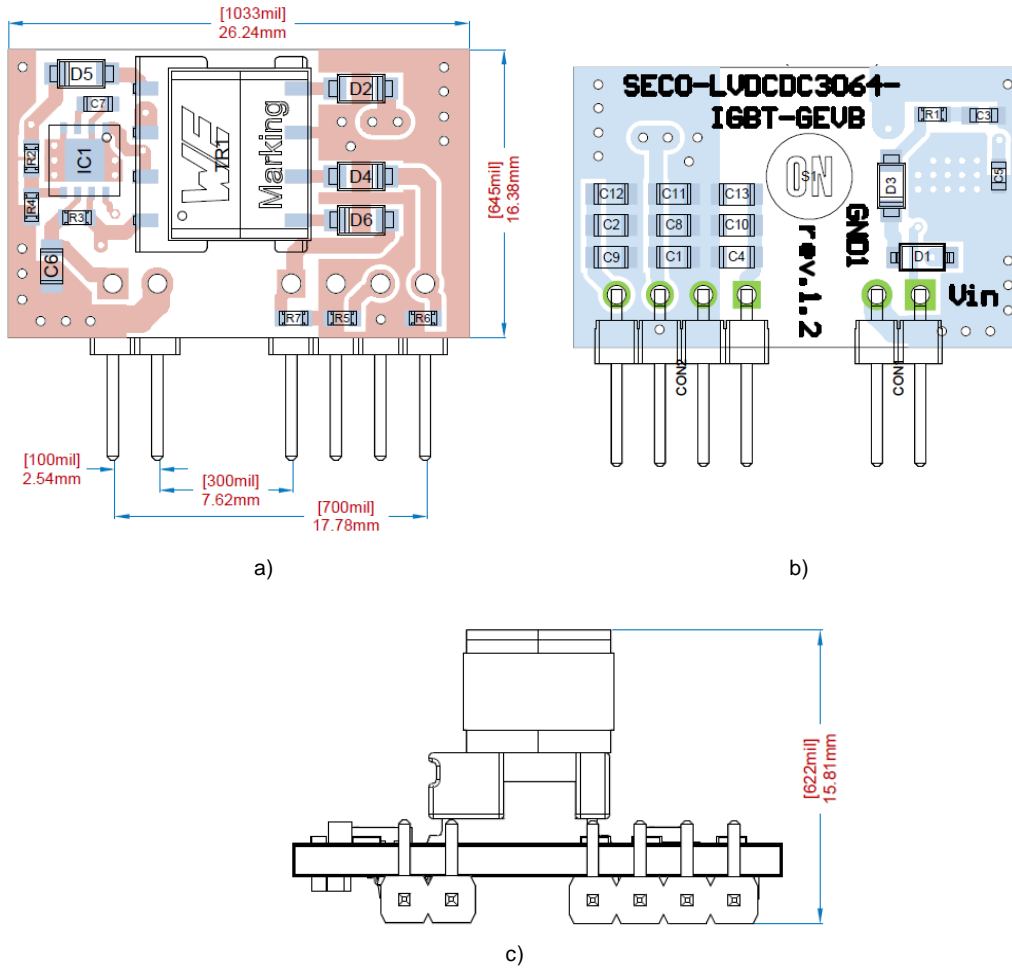 [1033mil]
26.24mm
D5
C7
D2
R2
IC1
WE
TR1
Marking
D4
R4
R3
D6
C6
R7
R5
R6
[645mil]
16.38mm
[100mil]
2.54mm
[300mil]
7.62mm
[700mil]
17.78mm
a)
SECO-LVDCDC3064-
IGBT-GEVB
R1
C3
ON
S1
C5
D3
C12
C11
C13
C2
C8
C10
GND1
C9
C1
C4
D1
rev.1.2
Vin
CON2
CON1
b)
[622mil]
15.81mm
c)